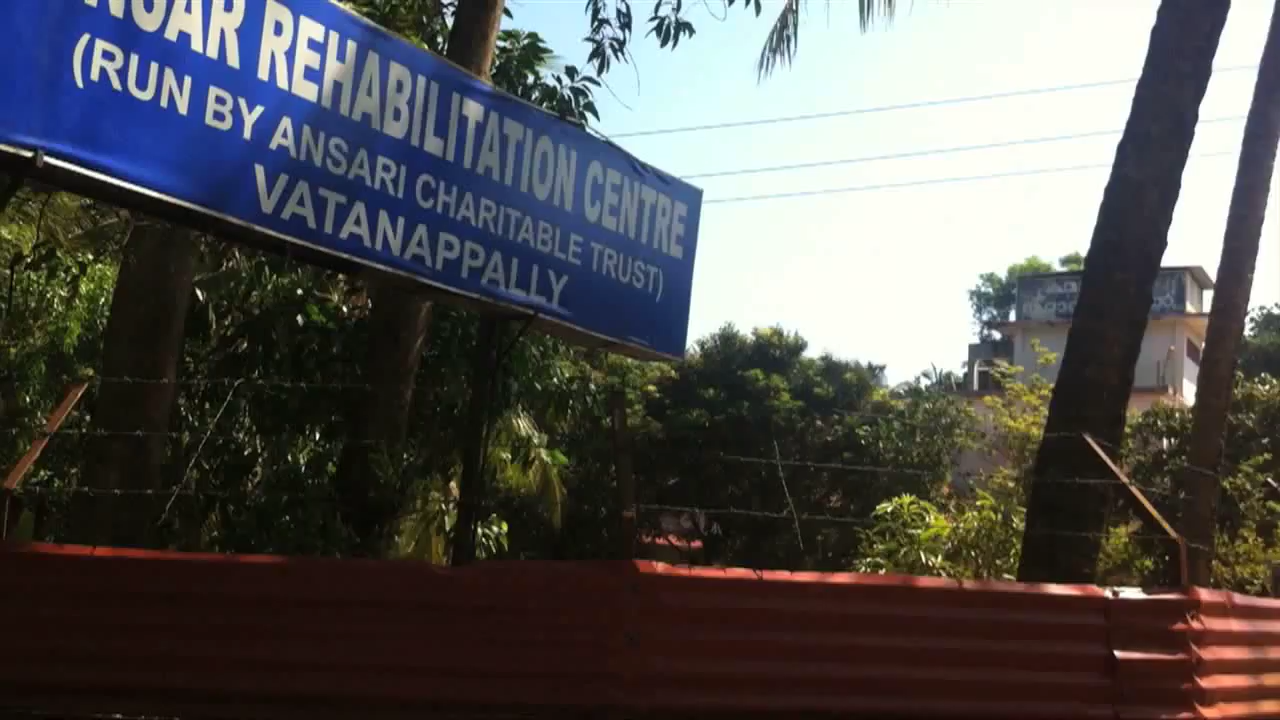 REHABILITATION CENTRE
(RUN BY ANSARI CHARITABLE TRUST)
VATANAPPALLY